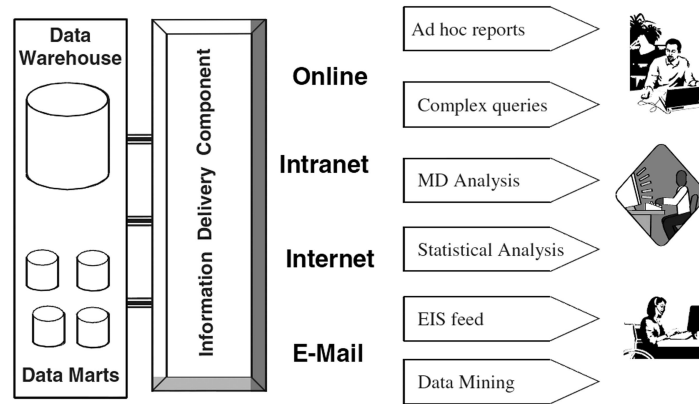 Data
Warehouse
Data Marts
Information Delivery Component
Online
Intranet
Internet
E-Mail
Ad hoc reports
Complex queries
MD Analysis
Statistical Analysis
EIS feed
Data Mining